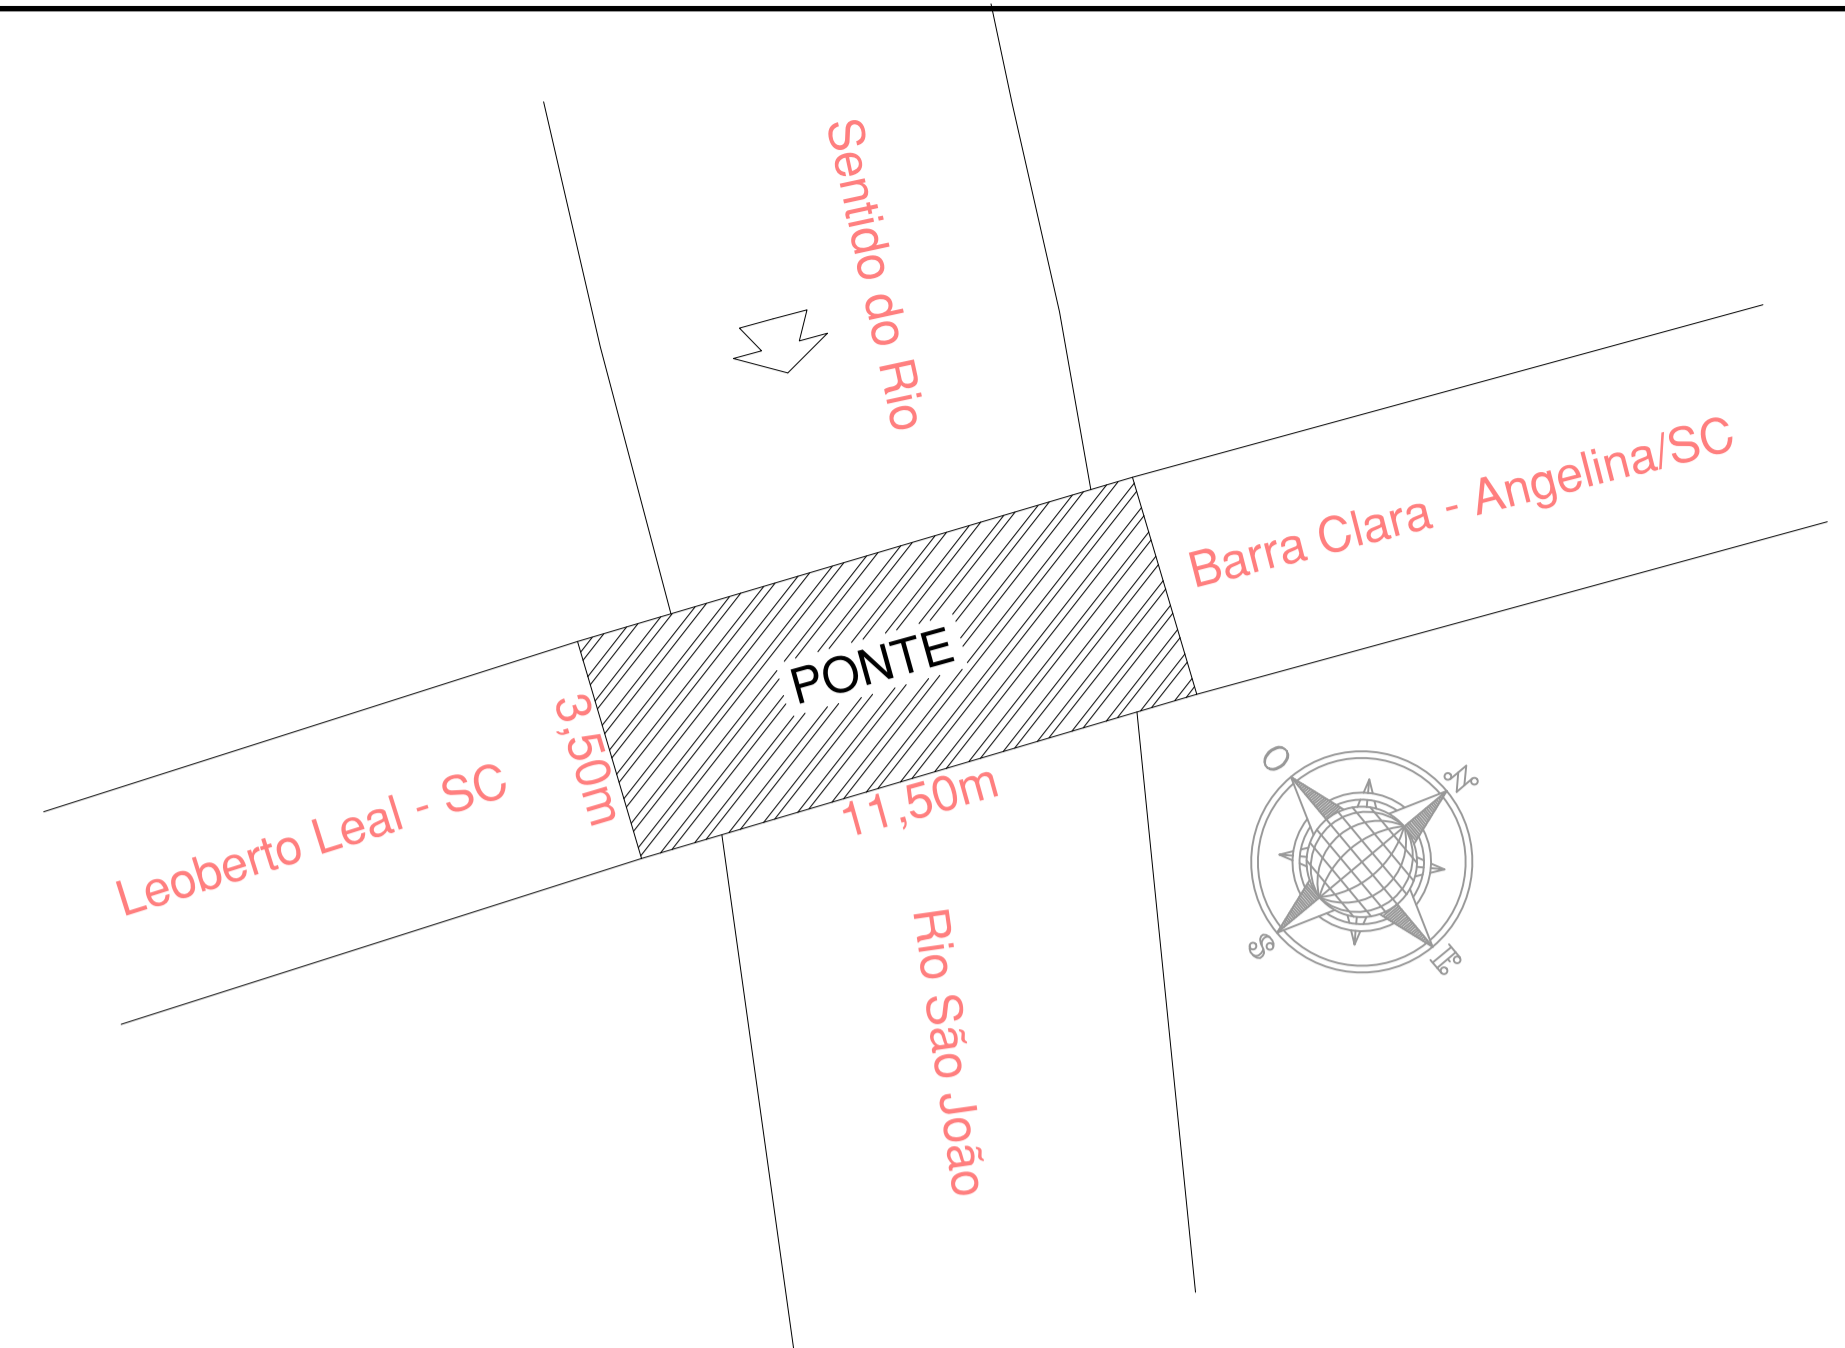 Sentido do Rio
Barra Clara - Angelina/SC
PONTE
3,50m
11,50m
Leoberto Leal - SC
Rio São João
O
N
S
E